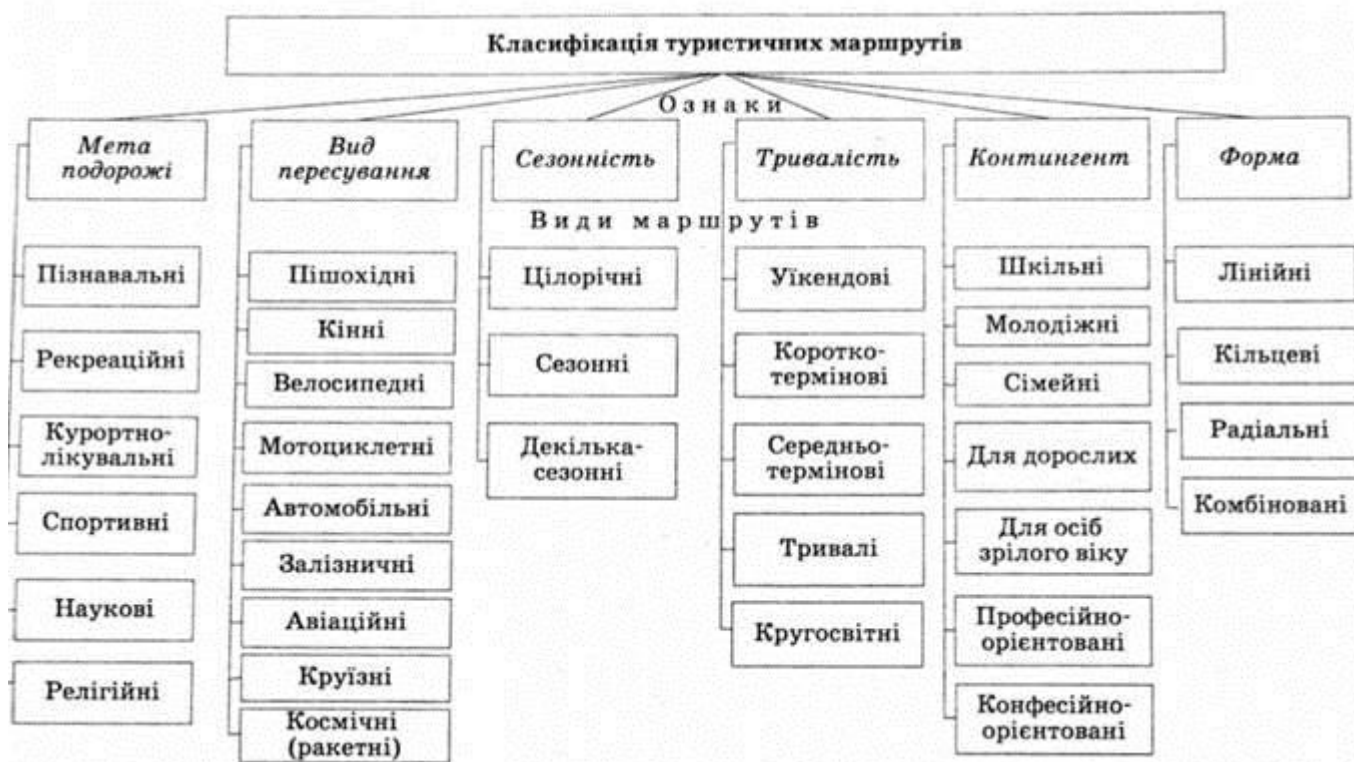 Класифікація туристичних маршрутів
Ознаки
Мета
подорожі
Вид
пересування
Сезонність
Тривалість
Контингент
Форма
Види маршрутів
Пізнавальні
Рекреаційні
Курортно-
лікувальні
Спортивні
Наукові
Релігійні
Пішохідні
Кінні
Велосипедні
Мотоциклетні
Автомобільні
Залізничні
Авіаційні
Круїзні
Космічні
(ракетні)
Цілорічні
Сезонні
Декілька-
сезонні
Уїкендові
Коротко-
термінові
Середньо-
термінові
Тривалі
Кругосвітні
Шкільні
Молодіжні
Сімейні
Для дорослих
Для осіб
зрілого віку
Професійно-
орієнтовані
Конфесійно-
орієнтовані
Лінійні
Кільцеві
Радіальні
Комбіновані